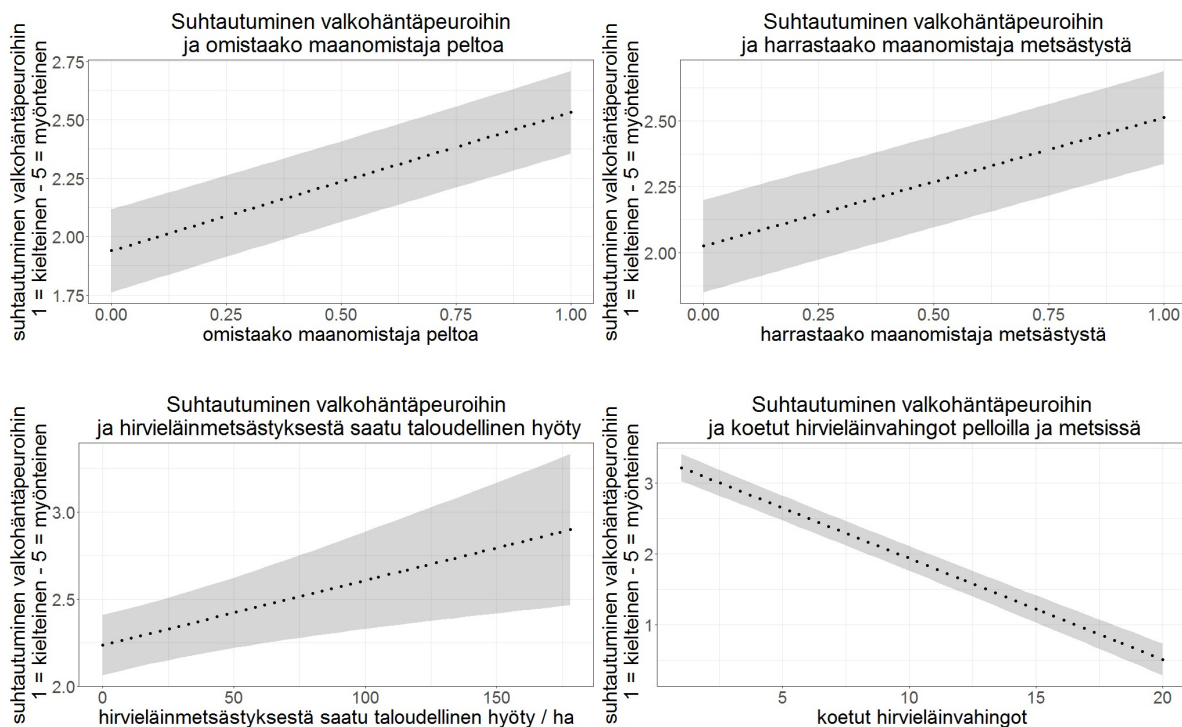 Suhtautuminen valkohäntäpeuroihin
ja omistaako maanomistaja peltoa
suhtautuminen valkohäntäpeuroihin
1 = kielteinen - 5 = myönteinen
2.75
2.50
2.25
2.00
1.75
0.00 0.25 0.50 0.75 1.00
omistaako maanomistaja peltoa
Suhtautuminen valkohäntäpeuroihin
ja harrastaako maanomistaja metsästystä
suhtautuminen valkohäntäpeuroihin
1 = kielteinen - 5 = myönteinen
2.50
2.25
2.00
0.00 0.25 0.50 0.75 1.00
harrastaako maanomistaja metsästystä
Suhtautuminen valkohäntäpeuroihin
ja hirvieläinmetsästyksestä saatu taloudellinen hyöty
suhtautuminen valkohäntäpeuroihin
1 = kielteinen - 5 = myönteinen
3.0
2.5
2.0
0 50 100 150
hirvieläinmetsästyksestä saatu taloudellinen hyöty / ha
Suhtautuminen valkohäntäpeuroihin
ja koetut hirvieläinvahingot pelloilla ja metsissä
suhtautuminen valkohäntäpeuroihin
1 = kielteinen - 5 = myönteinen
3
2
1
5 10 15 20
koetut hirvieläinvahingot